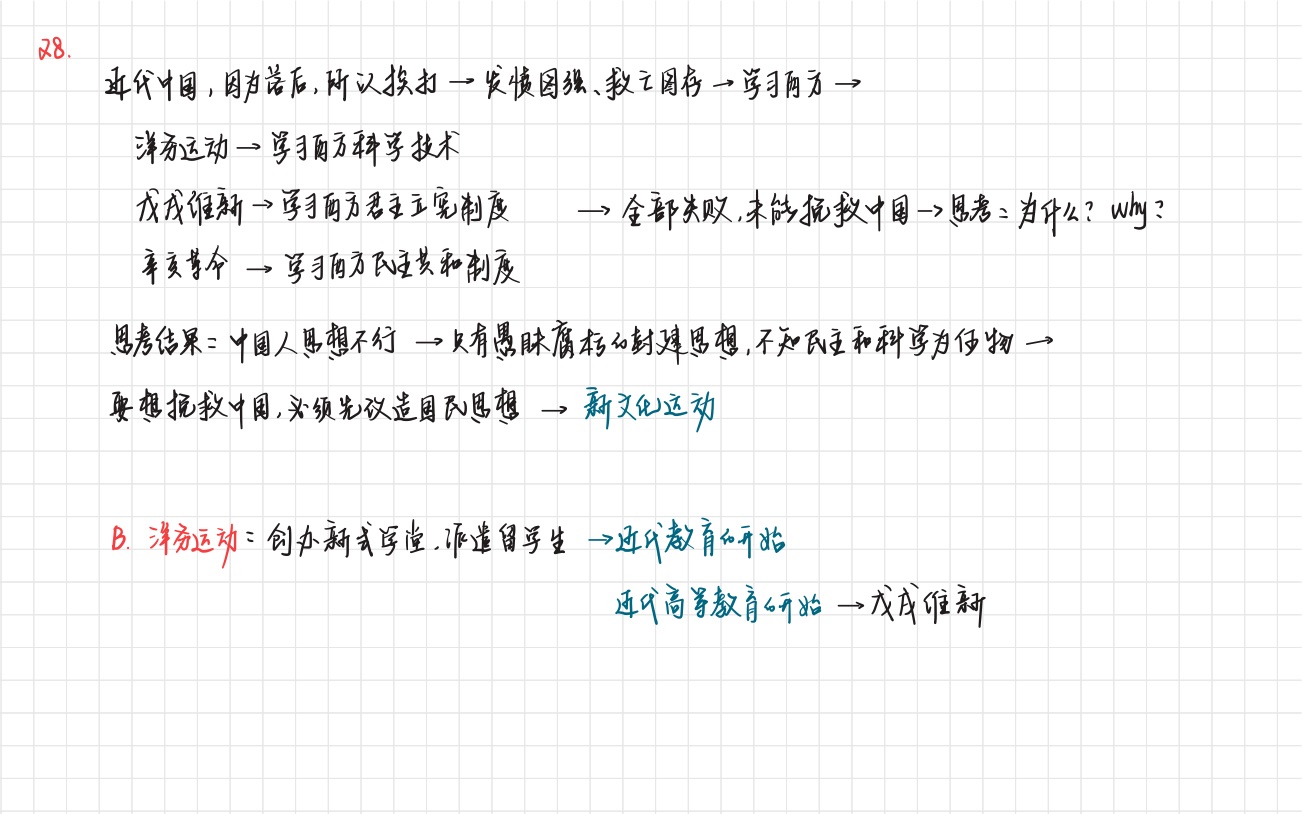 28.
近代中国,因为落后,所以挨打→发愤图强、救亡图存→学习西方→
洋务运动→学习西方科学技术
戊戌维新→学习西方君主立宪制度 →全部失败,未能挽救中国→思考:为什么? Why?
辛亥革命→学习西方民主共和制度
思考结果:中国人思想不行→只有愚昧腐朽的封建思想,不知民主和科学为何物→
要想挽救中国,必须先改造国民思想→新文化运动
B. 洋务运动:创办新式学堂,派遣留学生→近代教育的开始
近代高等教育的开始→戊戌维新